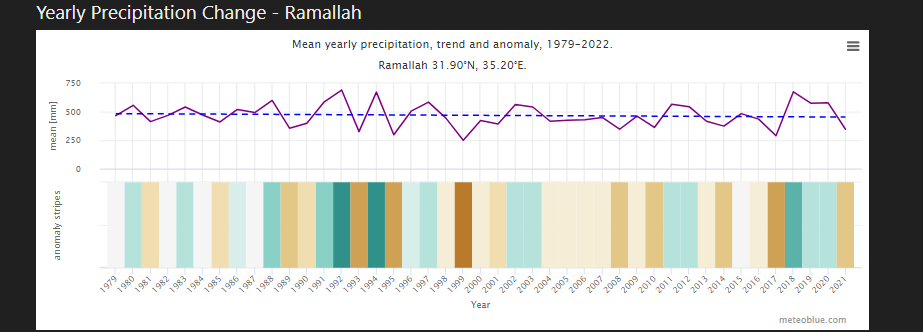 Yearly Precipitation Change - Ramallah
Mean yearly precipitation, trend and anomaly, 1979-2022.
Ramallah 31.90°N, 35.20°E.
750
500
250
0
mean [mm]
anomaly stripes
1979 1980 1981 1982 1983 1984 1985 1986 1987 1988 1989 1990 1991 1992 1993 1994 1995 1996 1997 1998 1999 2000 2001 2002 2003 2004 2005 2006 2007 2008 2009 2010 2011 2012 2013 2014 2015 2016 2017 2018 2019 2020 2021
Year
meteoblue.com